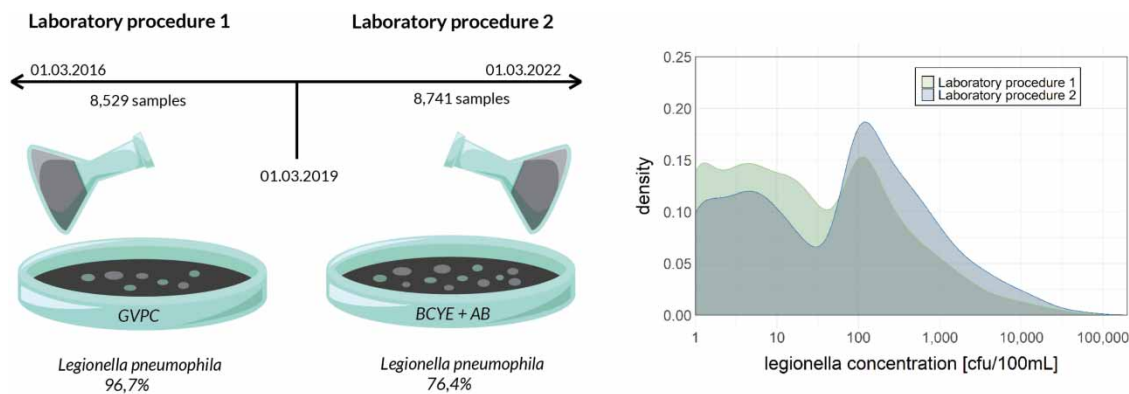 Laboratory procedure 1
Laboratory procedure 2
01.03.2016
01.03.2022
8,529 samples
8,741 samples
01.03.2019
GVPC
BCYE + AB
Legionella pneumophila
96,7%
Legionella pneumophila
76,4%
0.25
0.20
0.15
0.10
0.05
0.00
density
Laboratory procedure 1
Laboratory procedure 2
1
10
100
1,000
10,000
100,000
legionella concentration [cfu/100mL]